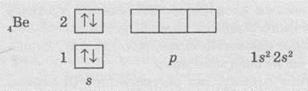 ₄Be 2 ↑↓
1 ↑↓ p 1s² 2s²
s